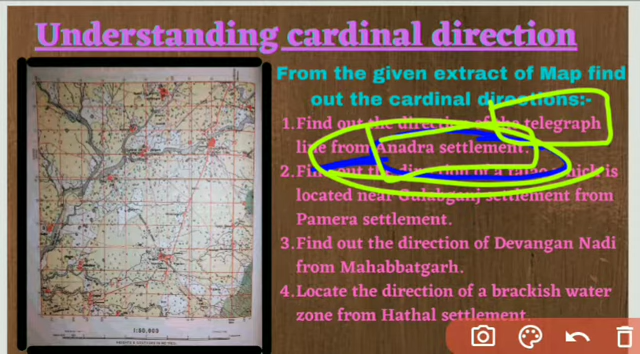 Understanding cardinal direction
From the given extract of Map find
out the cardinal directions:-
1. Find out the direction of the telegraph
line from Anadra settlement.
2. Find out the direction of a talao which is
located near Gulabganj settlement from
Pamera settlement.
3. Find out the direction of Devangan Nadi
from Mahabbatgarh.
4. Locate the direction of a brackish water
zone from Hathal settlement.
1:50,000